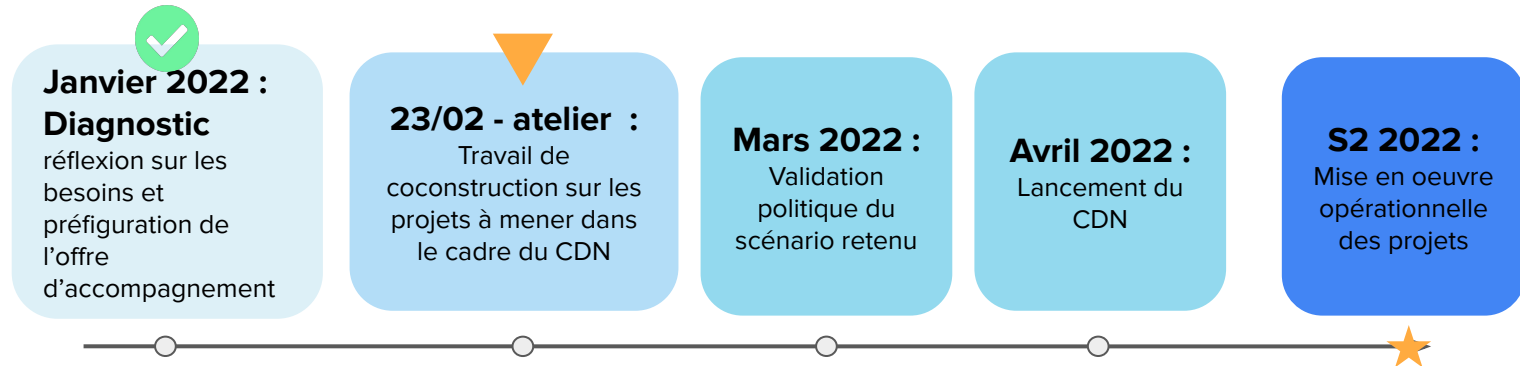 Janvier 2022 :
Diagnostic
réflexion sur les
besoins et
préfiguration de
l'offre
d'accompagnement
23/02 - atelier :
Travail de
coconstruction sur les
projets à mener dans
le cadre du CDN
Mars 2022 :
Validation
politique du
scénario retenu
Avril 2022 :
Lancement du
CDN
S2 2022 :
Mise en oeuvre
opérationnelle
des projets